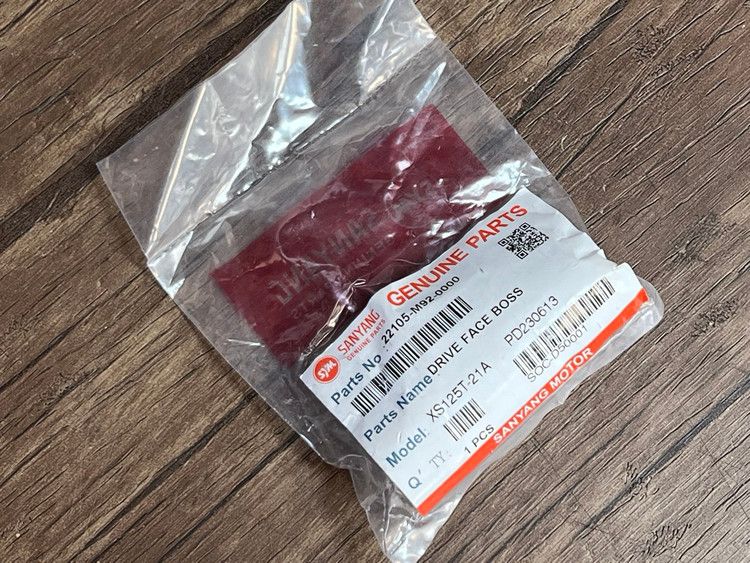 SYM
SANYANG
GENUINE PARTS
GENUINE PARTS
Parts No 22105-M92-0000
Parts Name DRIVE FACE BOSS
Model: XS125T-21A
PD230613
Q' TY: 1 PCS
SOC-D50001
SANYANG MOTOR